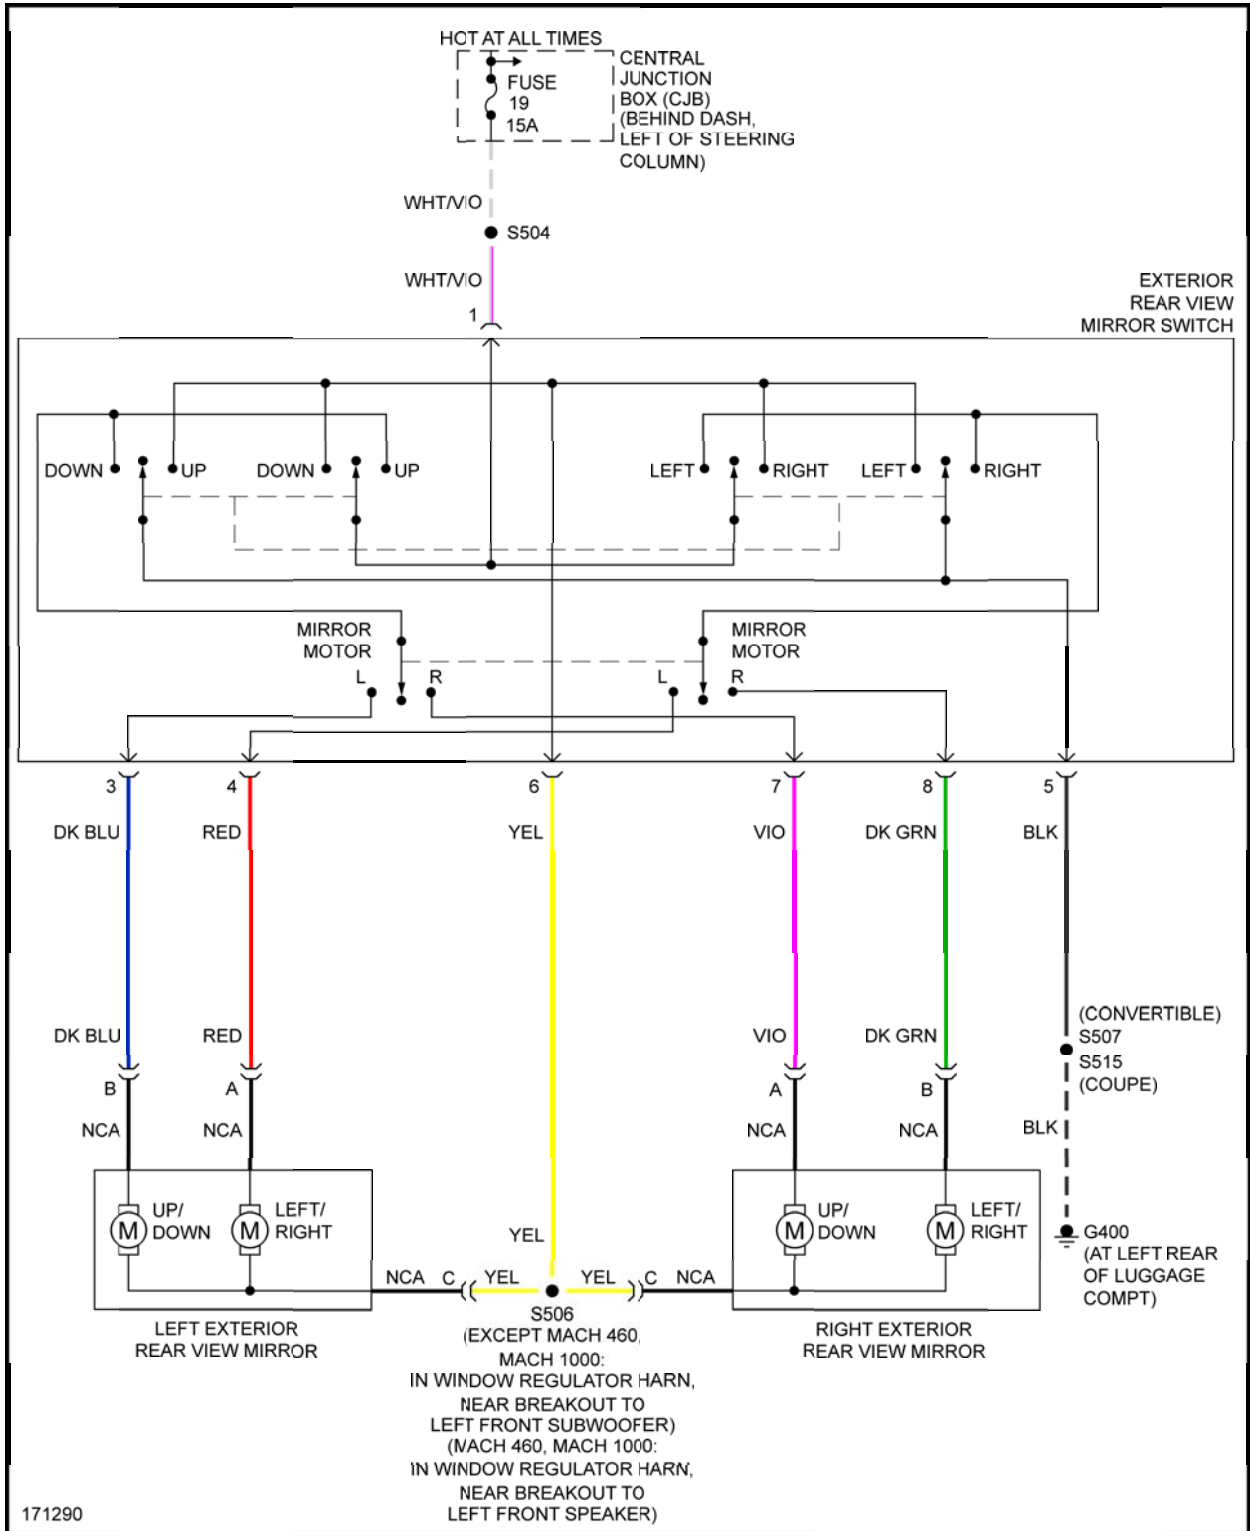 HOT AT ALL TIMES
CENTRAL
JUNCTION
BOX (CJB)
(BEHIND DASH,
LEFT OF STEERING
COLUMN)
FUSE
19
15A
WHT/VIO
S504
WHT/VIO
1
EXTERIOR
REAR VIEW
MIRROR SWITCH
DOWN UP DOWN UP LEFT RIGHT LEFT RIGHT
MIRROR
MOTOR
L R
MIRROR
MOTOR
L R
3 4 6 7 8 5
DK BLU RED YEL VIO DK GRN BLK
DK BLU RED VIO DK GRN
(CONVERTIBLE)
S507
S515
(COUPE)
B A A B
NCA NCA NCA NCA BLK
UP/
DOWN
LEFT/
RIGHT
M M
YEL
UP/
DOWN
LEFT/
RIGHT
M M
G400
(AT LEFT REAR
OF LUGGAGE
COMPT)
NCA C YEL YEL C NCA
LEFT EXTERIOR
REAR VIEW MIRROR
S506
(EXCEPT MACH 460,
MACH 1000:
IN WINDOW REGULATOR HARN,
NEAR BREAKOUT TO
LEFT FRONT SUBWOOFER)
(MACH 460, MACH 1000:
IN WINDOW REGULATOR HARN,
NEAR BREAKOUT TO
LEFT FRONT SPEAKER)
RIGHT EXTERIOR
REAR VIEW MIRROR
171290